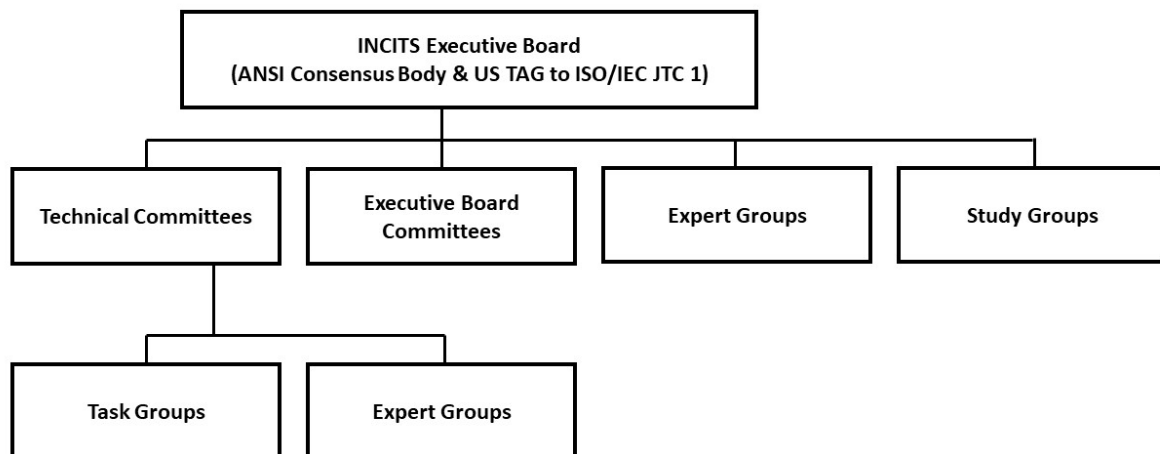 INCITS Executive Board
(ANSI Consensus Body & US TAG to ISO/IEC JTC 1)
Technical Committees
Executive Board
Committees
Expert Groups
Study Groups
Task Groups
Expert Groups